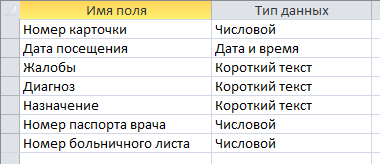 Имя поля Тип данных
Номер карточки Числовой
Дата посещения Дата и время
Жалобы Короткий текст
Диагноз Короткий текст
Назначение Короткий текст
Номер паспорта врача Числовой
Номер больничного листа Числовой